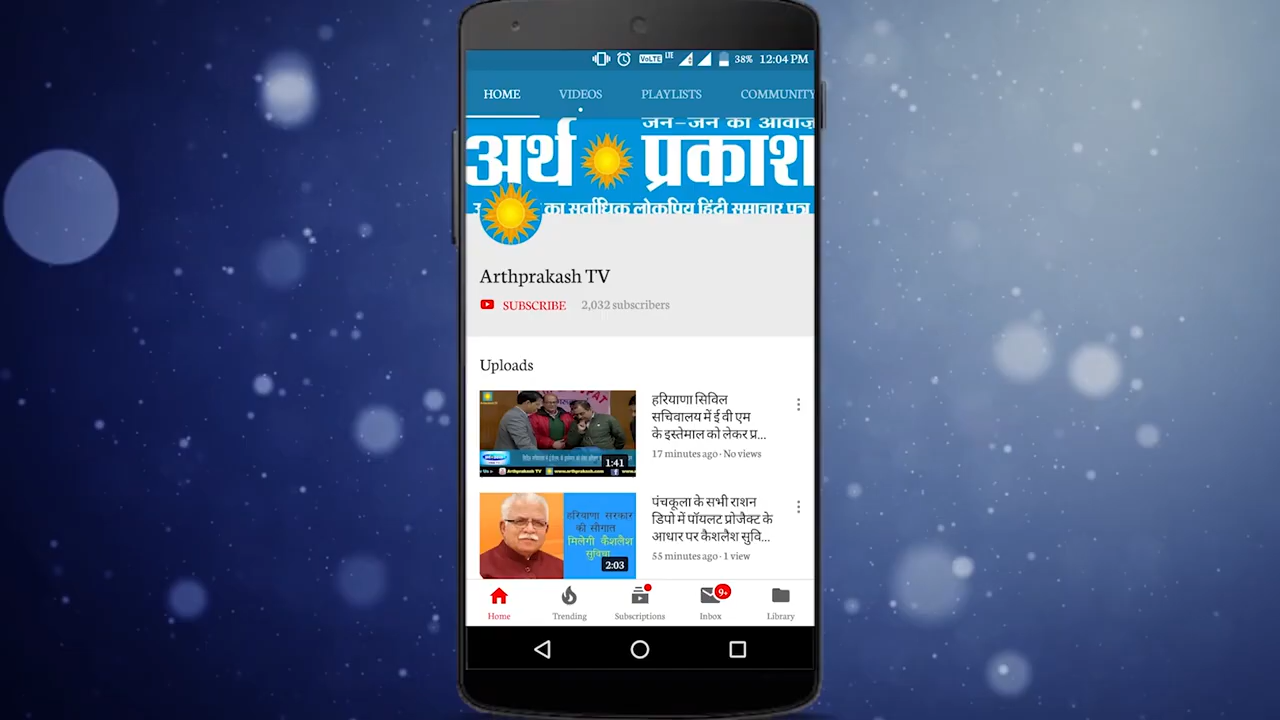 VoLTE LTE 38% 12:04 PM
HOME VIDEOS PLAYLISTS COMMUNITY
जन-जन की आवाज़
अर्थ प्रकाश
का सर्वाधिक लोकप्रिय हिंदी समाचार पत्र
Arthprakash TV
SUBSCRIBE 2,032 subscribers
Uploads
हरियाणा सिविल
सचिवालय में ई वी एम
के इस्तेमाल को लेकर प्र...
17 minutes ago · No views
1:41
Arthprakash TV
पंचकूला के सभी राशन
डिपो में पॉयलट प्रोजैक्ट के
आधार पर कैशलैश सुवि...
55 minutes ago · 1 view
हरियाणा सरकार
की सौगात
मिलेगी कैशलैश
सुविधा
2:03
9+
Home Trending Subscriptions Inbox Library